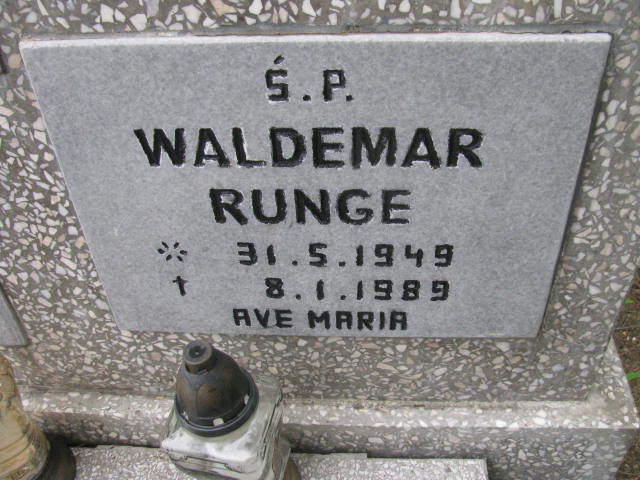 Ś.P.
WALDEMAR
RUNGE
* 31.5.1949
† 8.1.1989
AVE MARIA